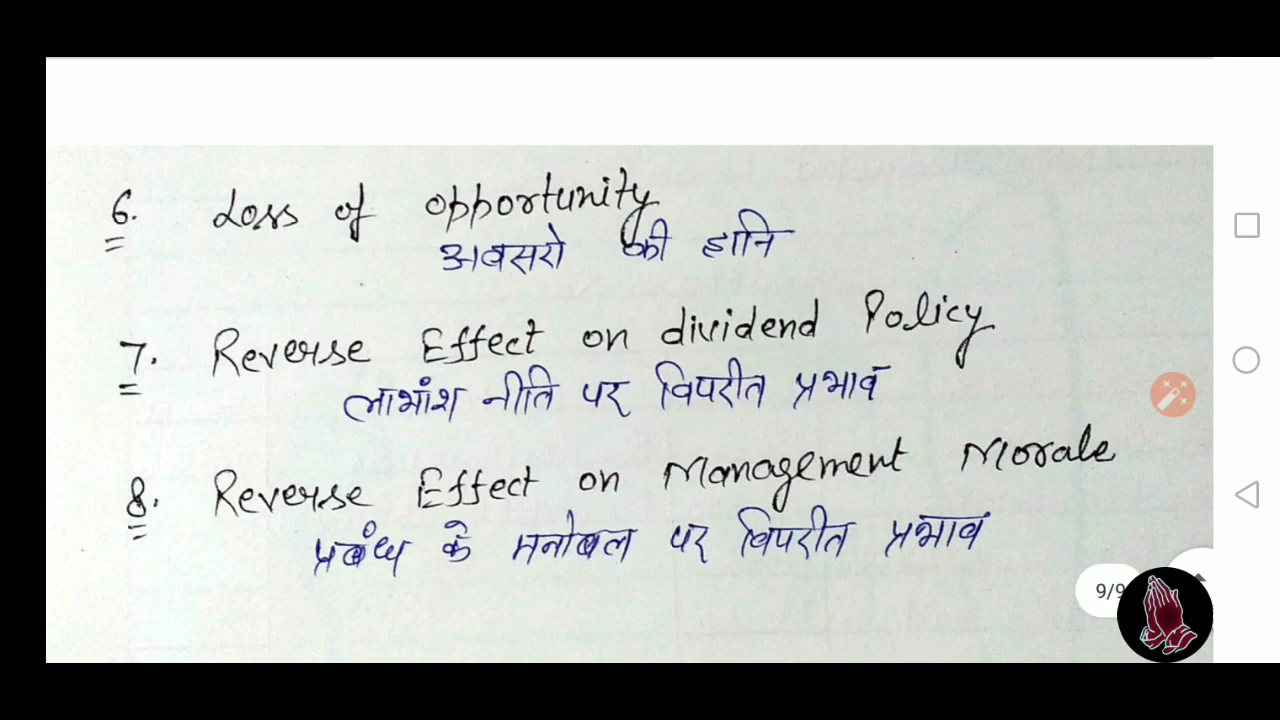 6. Loss of opportunity
अवसरो की हानि
7. Reverse Effect on dividend Policy
लाभांश नीति पर विपरीत प्रभाव
8. Reverse Effect on Management Morale
प्रबंध के मनोबल पर विपरीत प्रभाव
9/9